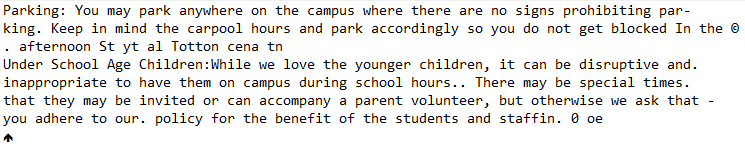 Parking: You may park anywhere on the campus where there are no signs prohibiting par-
king. Keep in mind the carpool hours and park accordingly so you do not get blocked In the ©
. afternoon St yt al Totton cena tn
Under School Age Children:While we love the younger children, it can be disruptive and.
inappropriate to have them on campus during school hours.. There may be special times.
that they may be invited or can accompany a parent volunteer, but otherwise we ask that -
you adhere to our. policy for the benefit of the students and staffin. 0 oe
↑